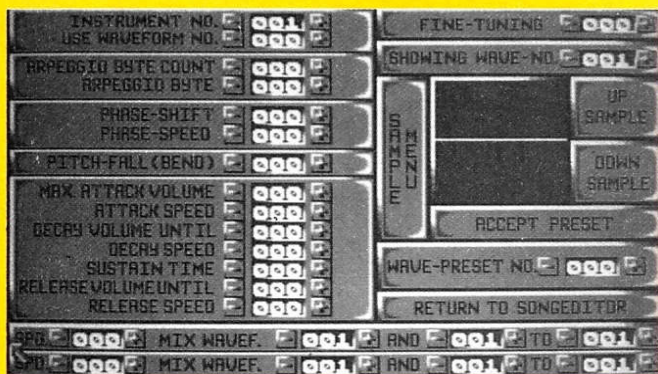 INSTRUMENT NO. 001
USE WAVEFORM NO. 000
ARPEGGIO BYTE COUNT 000
ARPEGGIO BYTE 000
PHASE-SHIFT 000
PHASE-SPEED 000
PITCH-FALL(BEND) 000
MAX. ATTACK VOLUME 000
ATTACK SPEED 000
DECAY VOLUME UNTIL 000
DECAY SPEED 000
SUSTAIN TIME 000
RELEASE VOLUME UNTIL 000
RELEASE SPEED 000
FINE-TUNING 000
SHOWING WAVE-NO. 001
SAMPLE
MENU
UP
SAMPLE
DOWN
SAMPLE
ACCEPT PRESET
WAVE-PRESET NO. 000
RETURN TO SONGEDITOR
SPD. 000 MIX WAVEF. 001 AND 001 TO 001
SPD. 000 MIX WAVEF. 001 AND 001 TO 001